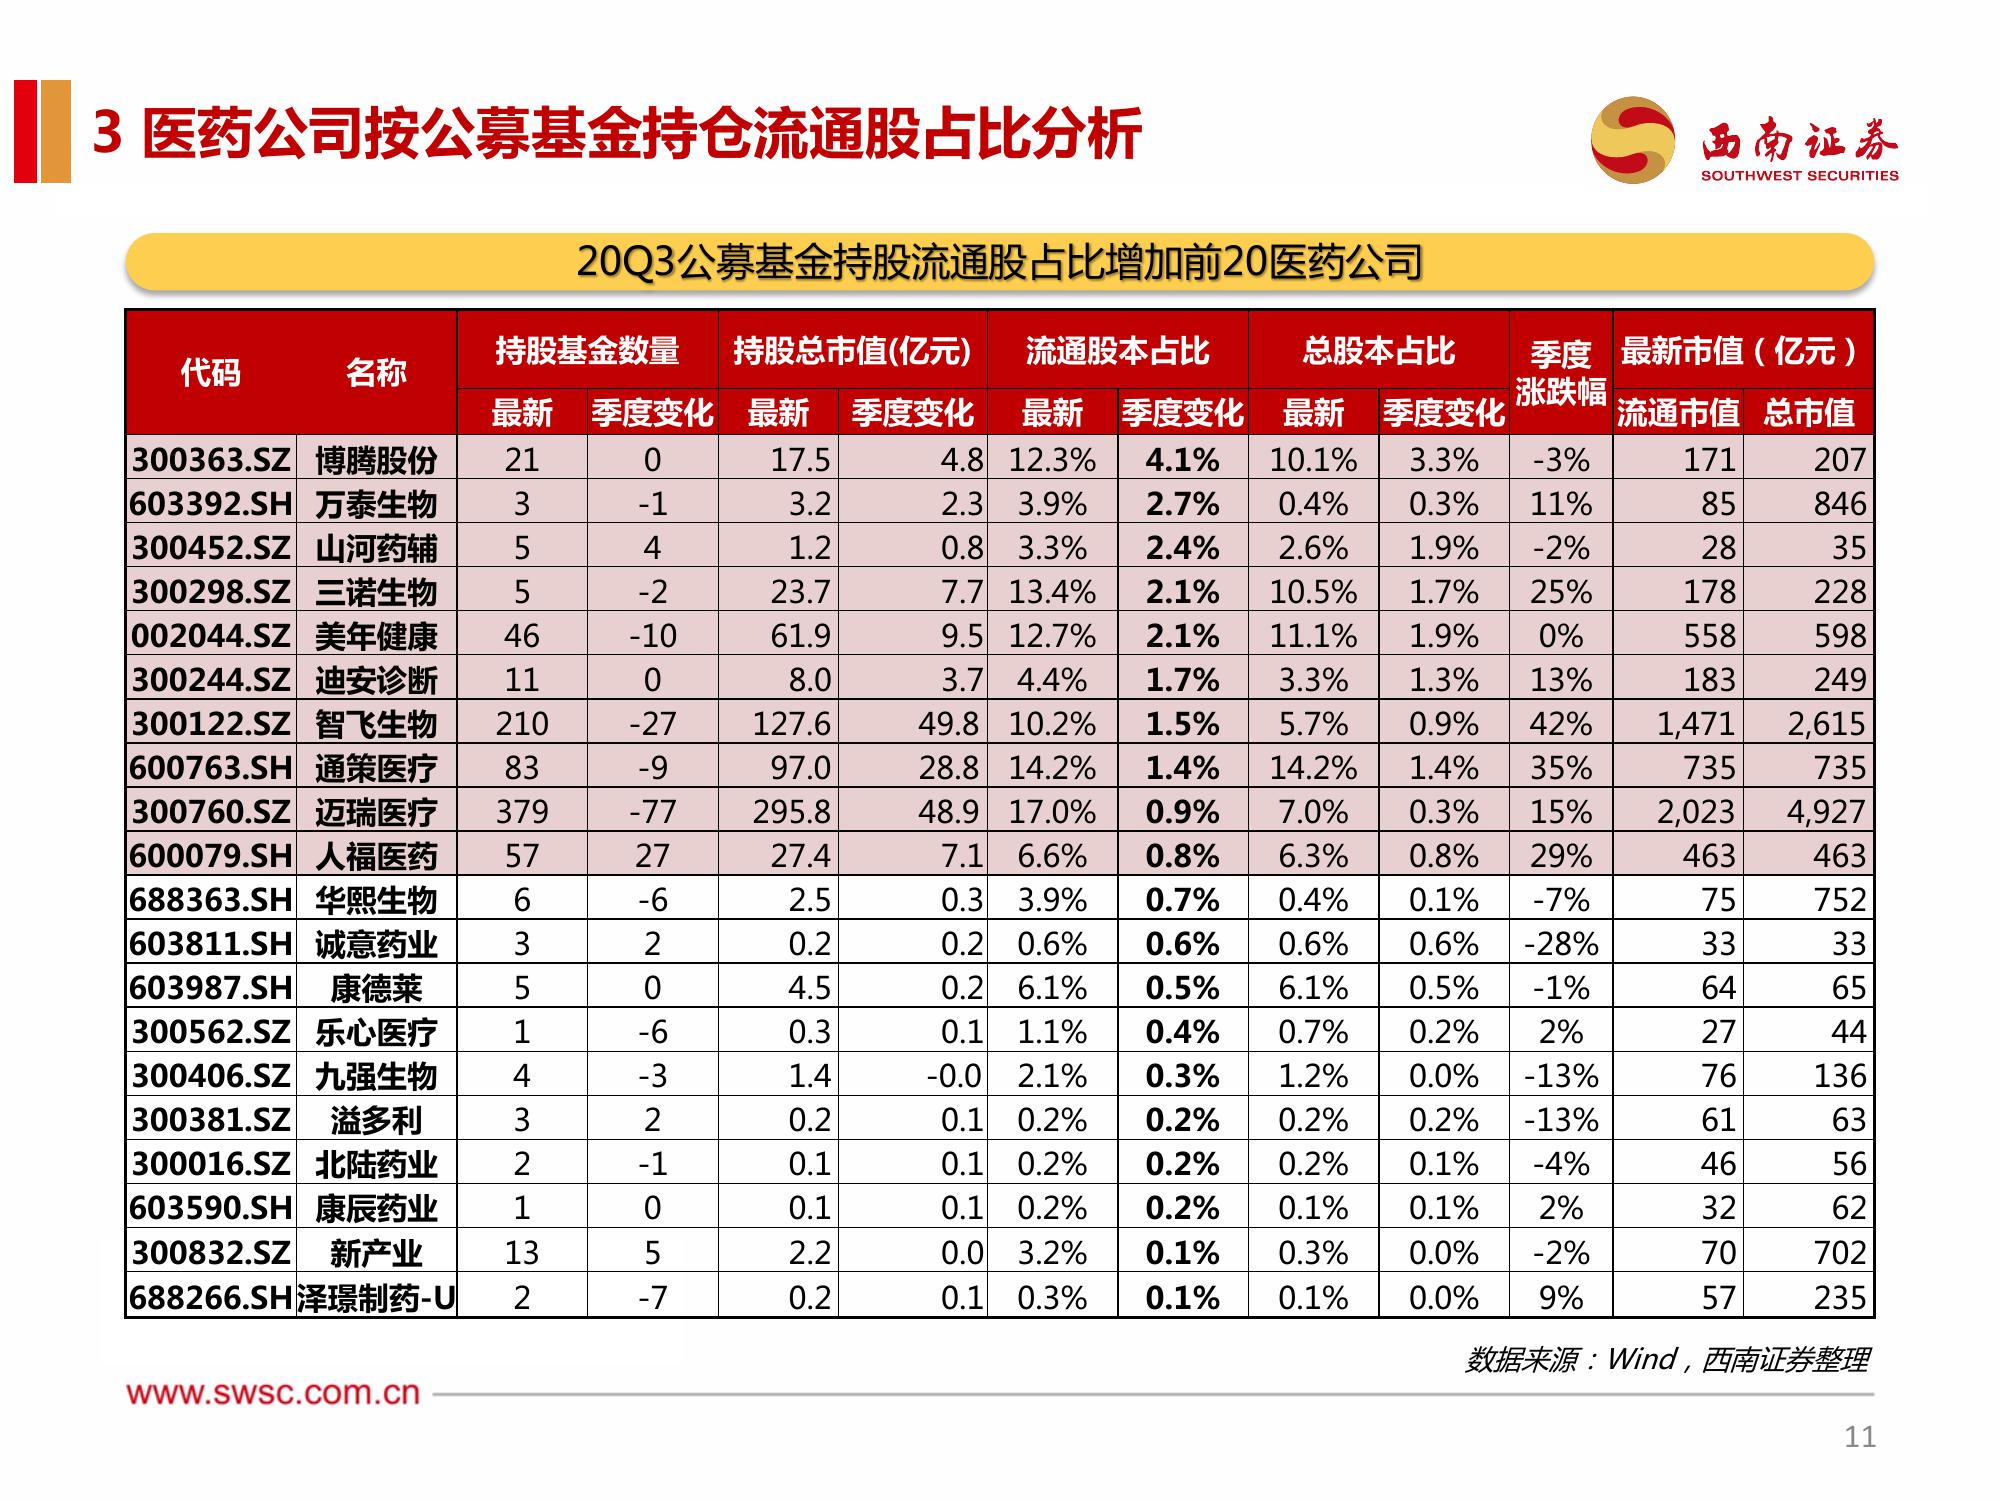 3 医药公司按公募基金持仓流通股占比分析
西南证券
SOUTHWEST SECURITIES
20Q3公募基金持股流通股占比增加前20医药公司
代码 名称 持股基金数量 持股总市值(亿元) 流通股本占比 总股本占比 季度涨跌幅 最新市值（亿元）
最新 季度变化 最新 季度变化 最新 季度变化 最新 季度变化 流通市值 总市值
300363.SZ 博腾股份 21 0 17.5 4.8 12.3% 4.1% 10.1% 3.3% -3% 171 207
603392.SH 万泰生物 3 -1 3.2 2.3 3.9% 2.7% 0.4% 0.3% 11% 85 846
300452.SZ 山河药辅 5 4 1.2 0.8 3.3% 2.4% 2.6% 1.9% -2% 28 35
300298.SZ 三诺生物 5 -2 23.7 7.7 13.4% 2.1% 10.5% 1.7% 25% 178 228
002044.SZ 美年健康 46 -10 61.9 9.5 12.7% 2.1% 11.1% 1.9% 0% 558 598
300244.SZ 迪安诊断 11 0 8.0 3.7 4.4% 1.7% 3.3% 1.3% 13% 183 249
300122.SZ 智飞生物 210 -27 127.6 49.8 10.2% 1.5% 5.7% 0.9% 42% 1,471 2,615
600763.SH 通策医疗 83 -9 97.0 28.8 14.2% 1.4% 14.2% 1.4% 35% 735 735
300760.SZ 迈瑞医疗 379 -77 295.8 48.9 17.0% 0.9% 7.0% 0.3% 15% 2,023 4,927
600079.SH 人福医药 57 27 27.4 7.1 6.6% 0.8% 6.3% 0.8% 29% 463 463
688363.SH 华熙生物 6 -6 2.5 0.3 3.9% 0.7% 0.4% 0.1% -7% 75 752
603811.SH 诚意药业 3 2 0.2 0.2 0.6% 0.6% 0.6% 0.6% -28% 33 33
603987.SH 康德莱 5 0 4.5 0.2 6.1% 0.5% 6.1% 0.5% -1% 64 65
300562.SZ 乐心医疗 1 -6 0.3 0.1 1.1% 0.4% 0.7% 0.2% 2% 27 44
300406.SZ 九强生物 4 -3 1.4 -0.0 2.1% 0.3% 1.2% 0.0% -13% 76 136
300381.SZ 溢多利 3 2 0.2 0.1 0.2% 0.2% 0.2% 0.2% -13% 61 63
300016.SZ 北陆药业 2 -1 0.1 0.1 0.2% 0.2% 0.2% 0.1% -4% 46 56
603590.SH 康辰药业 1 0 0.1 0.1 0.2% 0.2% 0.1% 0.1% 2% 32 62
300832.SZ 新产业 13 5 2.2 0.0 3.2% 0.1% 0.3% 0.0% -2% 70 702
688266.SH 泽璟制药-U 2 -7 0.2 0.1 0.3% 0.1% 0.1% 0.0% 9% 57 235
数据来源：Wind，西南证券整理
www.swsc.com.cn
11